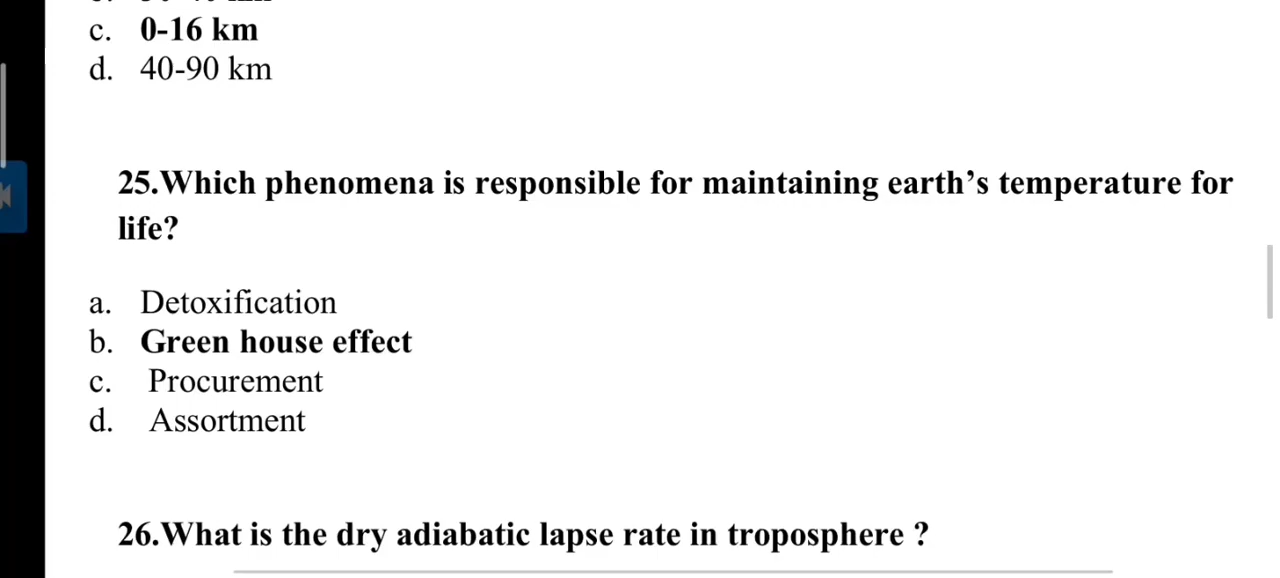 c. 0-16 km
d. 40-90 km
25.Which phenomena is responsible for maintaining earth’s temperature for
life?
a. Detoxification
b. Green house effect
c. Procurement
d. Assortment
26.What is the dry adiabatic lapse rate in troposphere ?